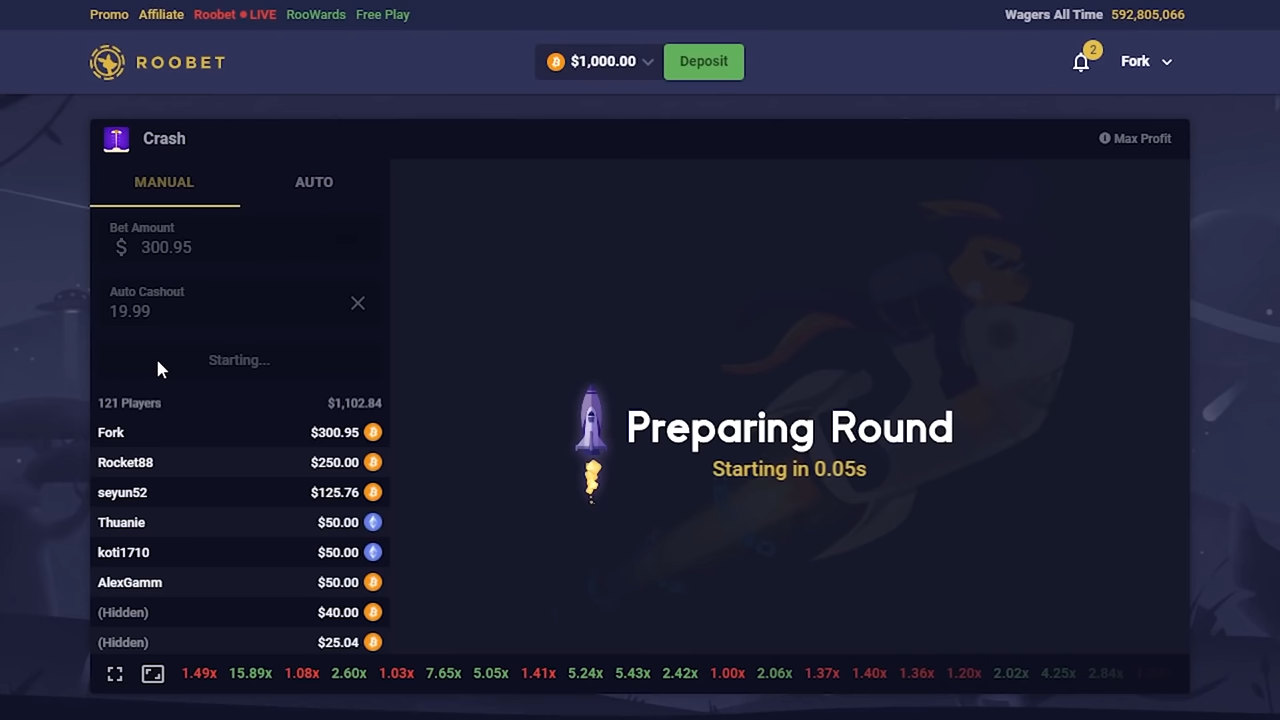 Promo Affiliate Roobet LIVE RooWards Free Play Wagers All Time 592,805,066
ROOBET $1,000.00 Deposit 2 Fork
Crash Max Profit
MANUAL AUTO
Bet Amount
$ 300.95
Auto Cashout
19.99
Starting...
121 Players $1,102.84
Fork $300.95
Rocket88 $250.00
seyun52 $125.76
Thuanie $50.00
koti1710 $50.00
AlexGamm $50.00
(Hidden) $40.00
(Hidden) $25.04
Preparing Round
Starting in 0.05s
1.49x 15.89x 1.08x 2.60x 1.03x 7.65x 5.05x 1.41x 5.24x 5.43x 2.42x 1.00x 2.06x 1.37x 1.40x 1.36x 1.20x 2.02x 4.25x 2.84x